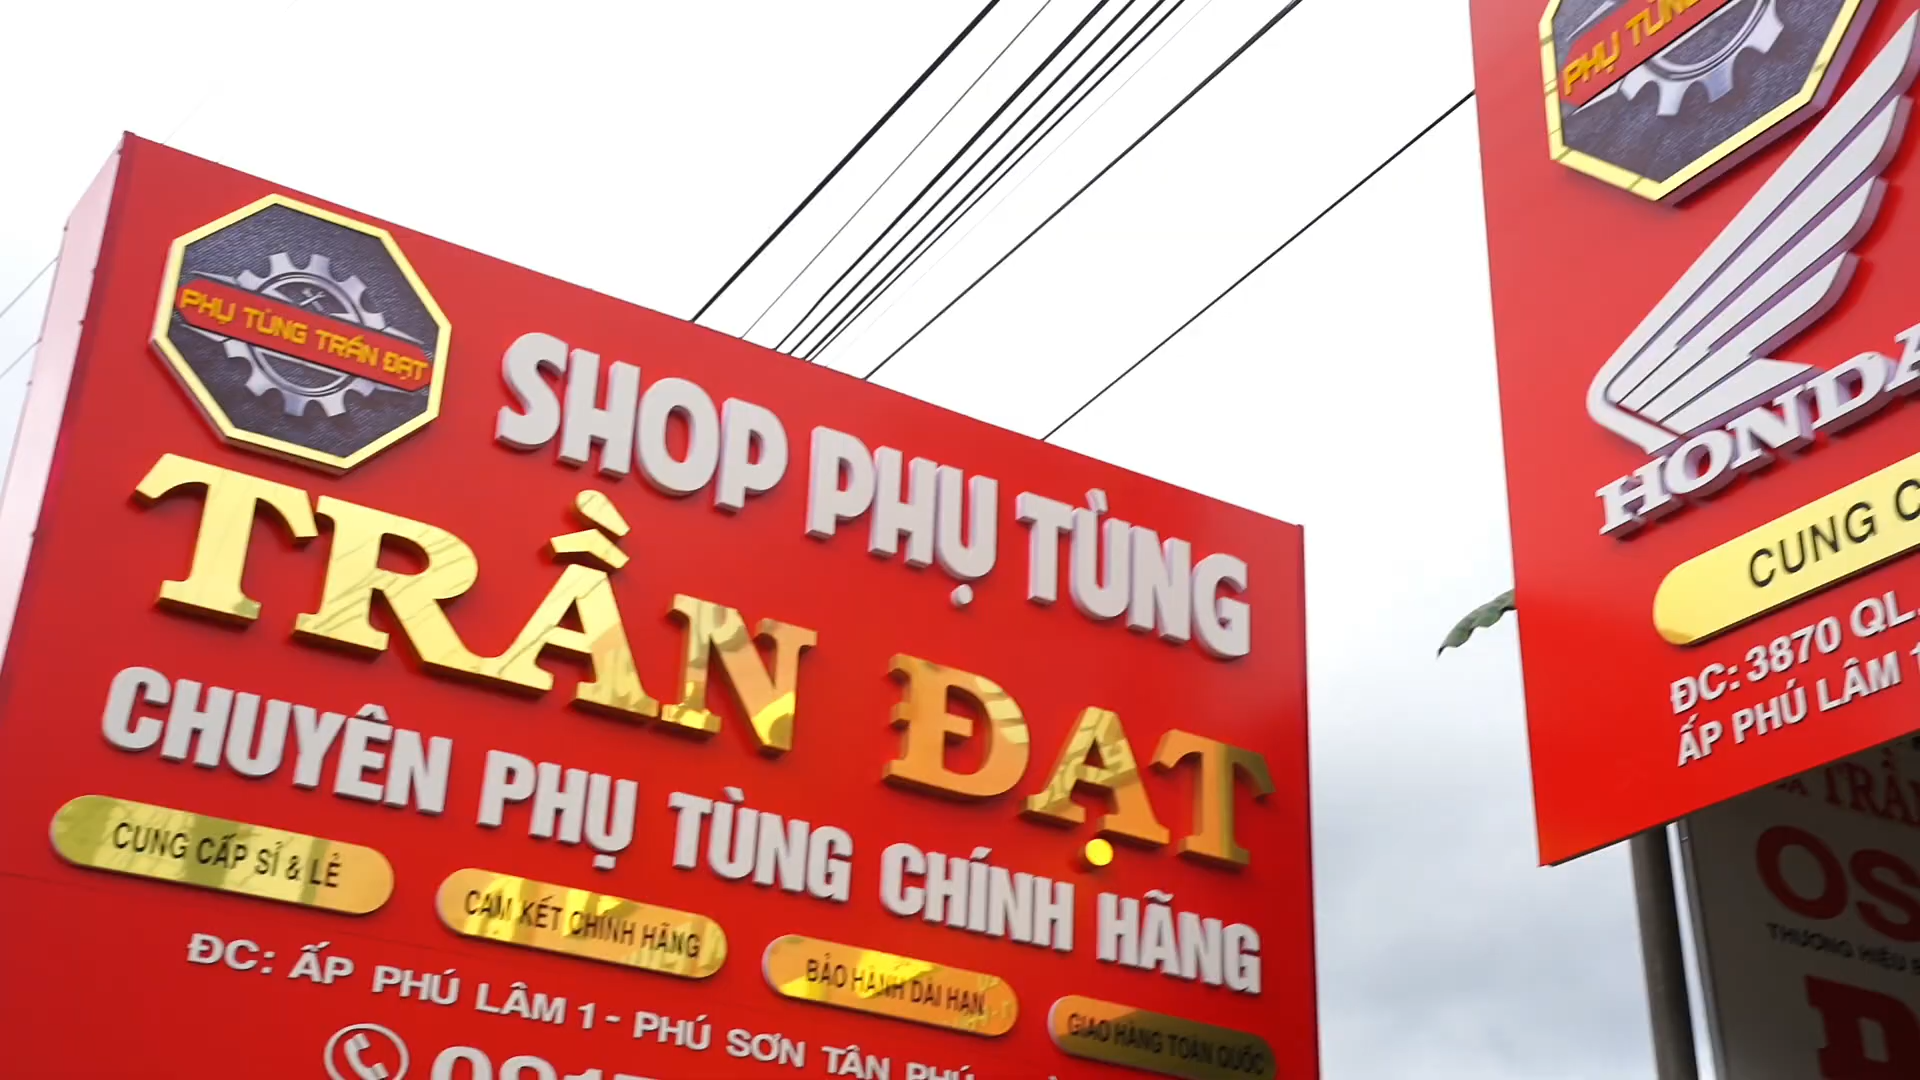 PHỤ TÙNG TRẦN ĐẠT
SHOP PHỤ TÙNG
TRẦN ĐẠT
CHUYÊN PHỤ TÙNG CHÍNH HÃNG
CUNG CẤP SỈ & LẺ
CAM KẾT CHÍNH HÃNG
BẢO HÀNH DÀI HẠN
GIAO HÀNG TOÀN QUỐC
ĐC: ẤP PHÚ LÂM 1 - PHÚ SƠN TÂN PHÚ
PHỤ TÙNG
HONDA
CUNG
ĐC: 3870 QL.
ẤP PHÚ LÂM 1
TRẦN
THƯƠNG HIỆU